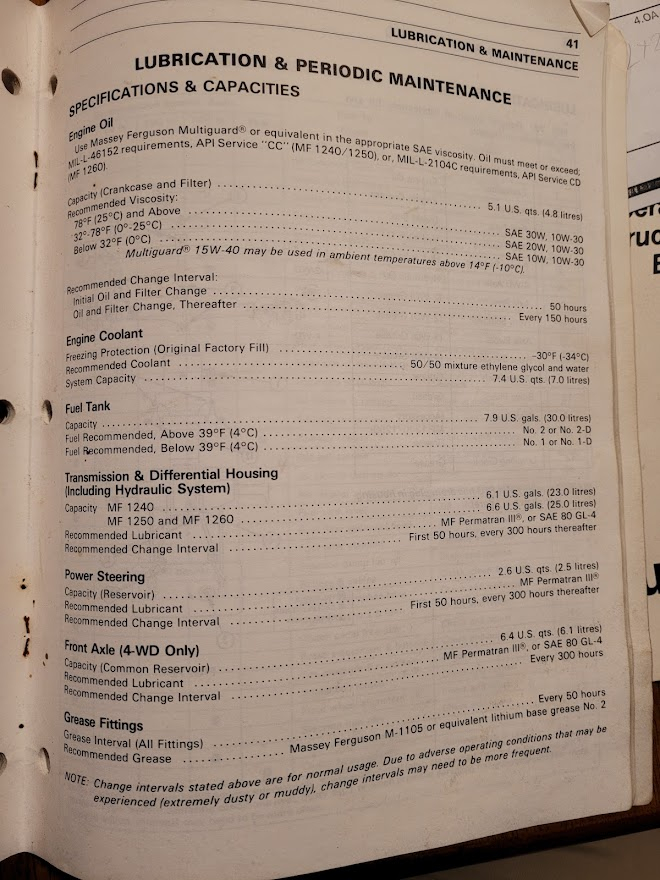 41
LUBRICATION & MAINTENANCE
LUBRICATION & PERIODIC MAINTENANCE
SPECIFICATIONS & CAPACITIES
Engine Oil
Use Massey Ferguson Multiguard® or equivalent in the appropriate SAE viscosity. Oil must meet or exceed;
MIL-L-46152 requirements, API Service "CC" (MF 1240/1250), or, MIL-L-2104C requirements, API Service CD
(MF 1260).
Capacity (Crankcase and Filter) ........ 5.1 U.S. qts. (4.8 litres)
Recommended Viscosity:
78°F (25°C) and Above ........ SAE 30W, 10W-30
32°-78°F (0°-25°C) ........ SAE 20W, 10W-30
Below 32°F (0°C) ........ SAE 10W, 10W-30
Multiguard® 15W-40 may be used in ambient temperatures above 14°F (-10°C).
Recommended Change Interval:
Initial Oil and Filter Change ........ 50 hours
Oil and Filter Change, Thereafter ........ Every 150 hours
Engine Coolant
Freezing Protection (Original Factory Fill) ........ -30°F (-34°C)
Recommended Coolant ........ 50/50 mixture ethylene glycol and water
System Capacity ........ 7.4 U.S. qts. (7.0 litres)
Fuel Tank
Capacity ........ 7.9 U.S. gals. (30.0 litres)
Fuel Recommended, Above 39°F (4°C) ........ No. 2 or No. 2-D
Fuel Recommended, Below 39°F (4°C) ........ No. 1 or No. 1-D
Transmission & Differential Housing
(Including Hydraulic System)
Capacity MF 1240 ........ 6.1 U.S. gals. (23.0 litres)
MF 1250 and MF 1260 ........ 6.6 U.S. gals. (25.0 litres)
Recommended Lubricant ........ MF Permatran III®, or SAE 80 GL-4
Recommended Change Interval ........ First 50 hours, every 300 hours thereafter
Power Steering
Capacity (Reservoir) ........ 2.6 U.S. qts. (2.5 litres)
Recommended Lubricant ........ MF Permatran III®
Recommended Change Interval ........ First 50 hours, every 300 hours thereafter
Front Axle (4-WD Only)
Capacity (Common Reservoir) ........ 6.4 U.S. qts. (6.1 litres)
Recommended Lubricant ........ MF Permatran III®, or SAE 80 GL-4
Recommended Change Interval ........ Every 300 hours
Grease Fittings
Grease Interval (All Fittings) ........ Every 50 hours
Recommended Grease ........ Massey Ferguson M-1105 or equivalent lithium base grease No. 2
NOTE: Change intervals stated above are for normal usage. Due to adverse operating conditions that may be
experienced (extremely dusty or muddy), change intervals may need to be more frequent.
4.0A